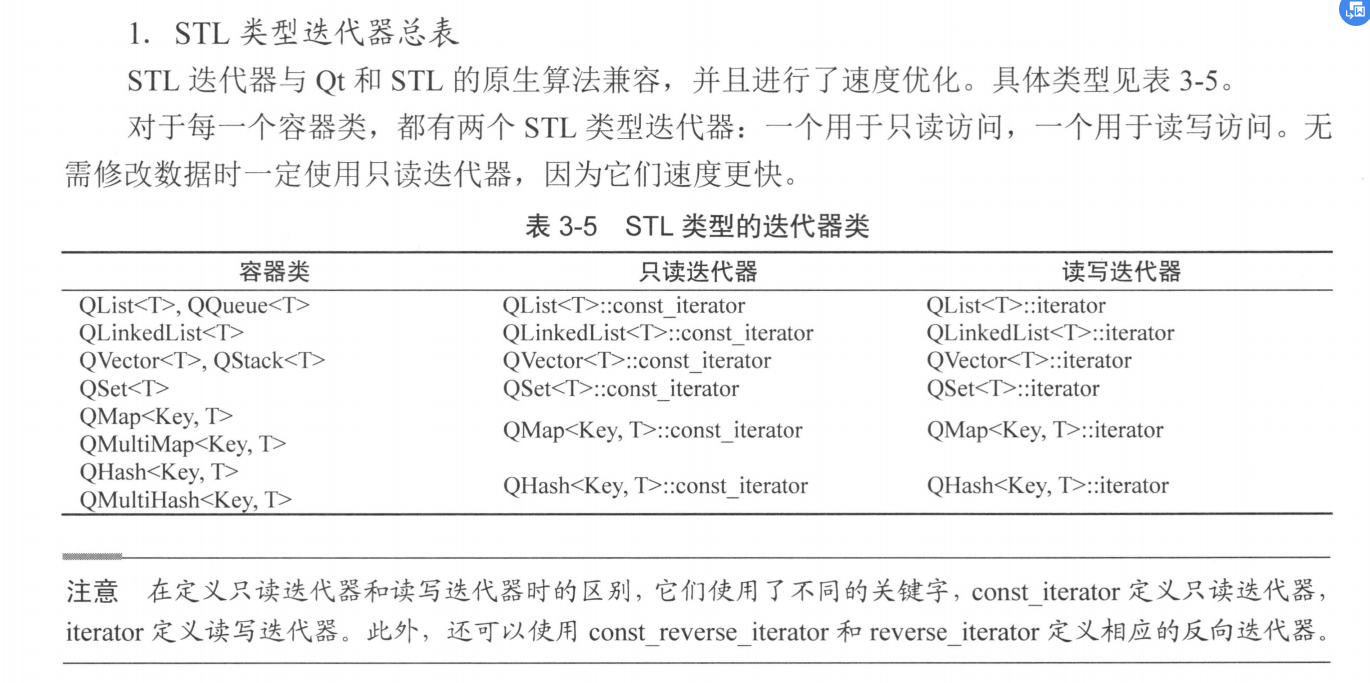 1. STL 类型迭代器总表
STL 迭代器与 Qt 和 STL 的原生算法兼容，并且进行了速度优化。具体类型见表 3-5。
对于每一个容器类，都有两个 STL 类型迭代器：一个用于只读访问，一个用于读写访问。无
需修改数据时一定使用只读迭代器，因为它们速度更快。
表 3-5 STL 类型的迭代器类
容器类 只读迭代器 读写迭代器
QList<T>, QQueue<T> QList<T>::const_iterator QList<T>::iterator
QLinkedList<T> QLinkedList<T>::const_iterator QLinkedList<T>::iterator
QVector<T>, QStack<T> QVector<T>::const_iterator QVector<T>::iterator
QSet<T> QSet<T>::const_iterator QSet<T>::iterator
QMap<Key, T>
QMap<Key, T>::const_iterator QMap<Key, T>::iterator
QMultiMap<Key, T>
QHash<Key, T>
QHash<Key, T>::const_iterator QHash<Key, T>::iterator
QMultiHash<Key, T>
注意 在定义只读迭代器和读写迭代器时的区别，它们使用了不同的关键字，const_iterator 定义只读迭代器，
iterator 定义读写迭代器。此外，还可以使用 const_reverse_iterator 和 reverse_iterator 定义相应的反向迭代器。